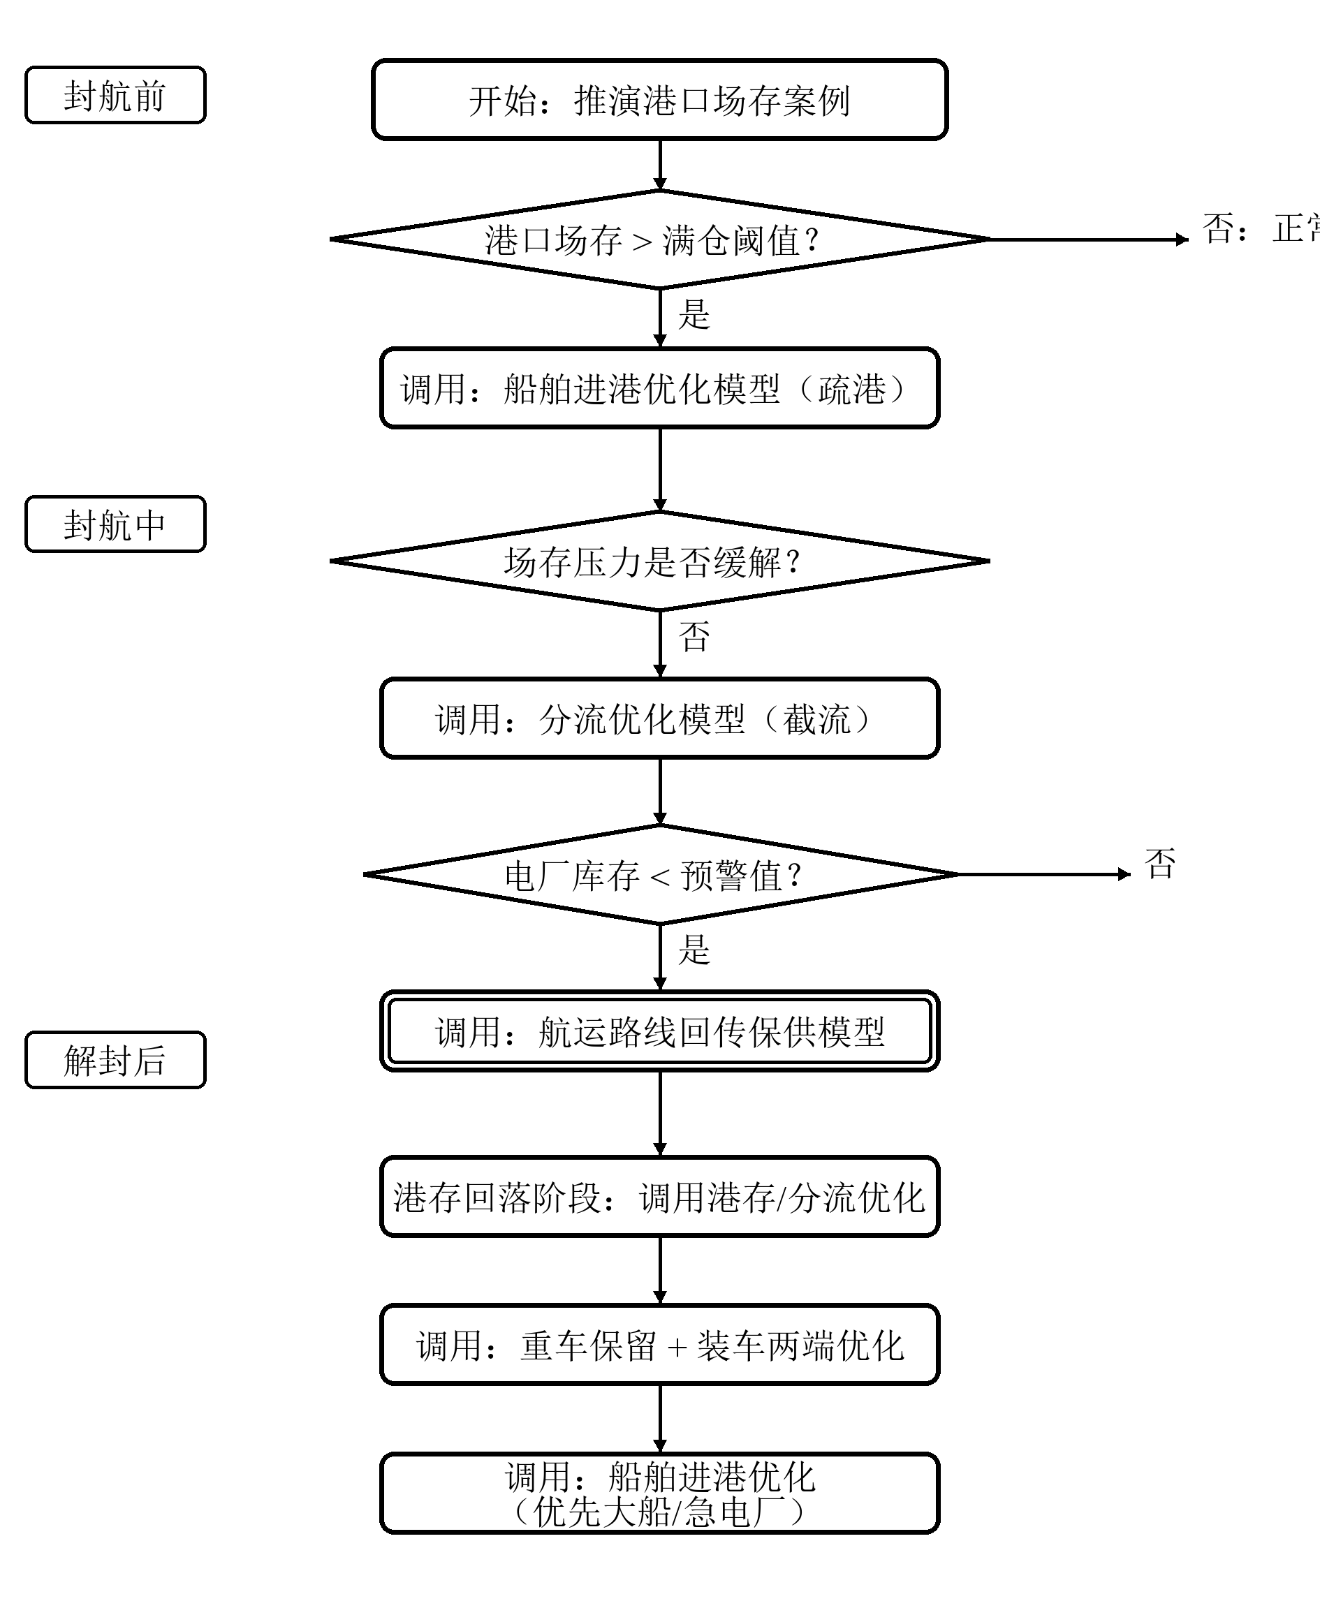 封航前
开始：推演港口场存案例
港口场存 > 满仓阈值？
否：正
是
调用：船舶进港优化模型（疏港）
封航中
场存压力是否缓解？
否
调用：分流优化模型（截流）
电厂库存 < 预警值？
否
是
调用：航运路线回传保供模型
解封后
港存回落阶段：调用港存/分流优化
调用：重车保留 + 装车两端优化
调用：船舶进港优化
（优先大船/急电厂）